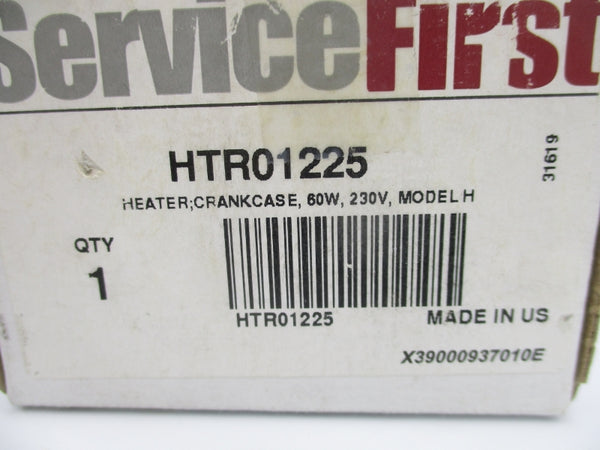 ServiceFirst
HTR01225
HEATER;CRANKCASE, 60W, 230V, MODEL H
31619
QTY
1
HTR01225
MADE IN US
X39000937010E